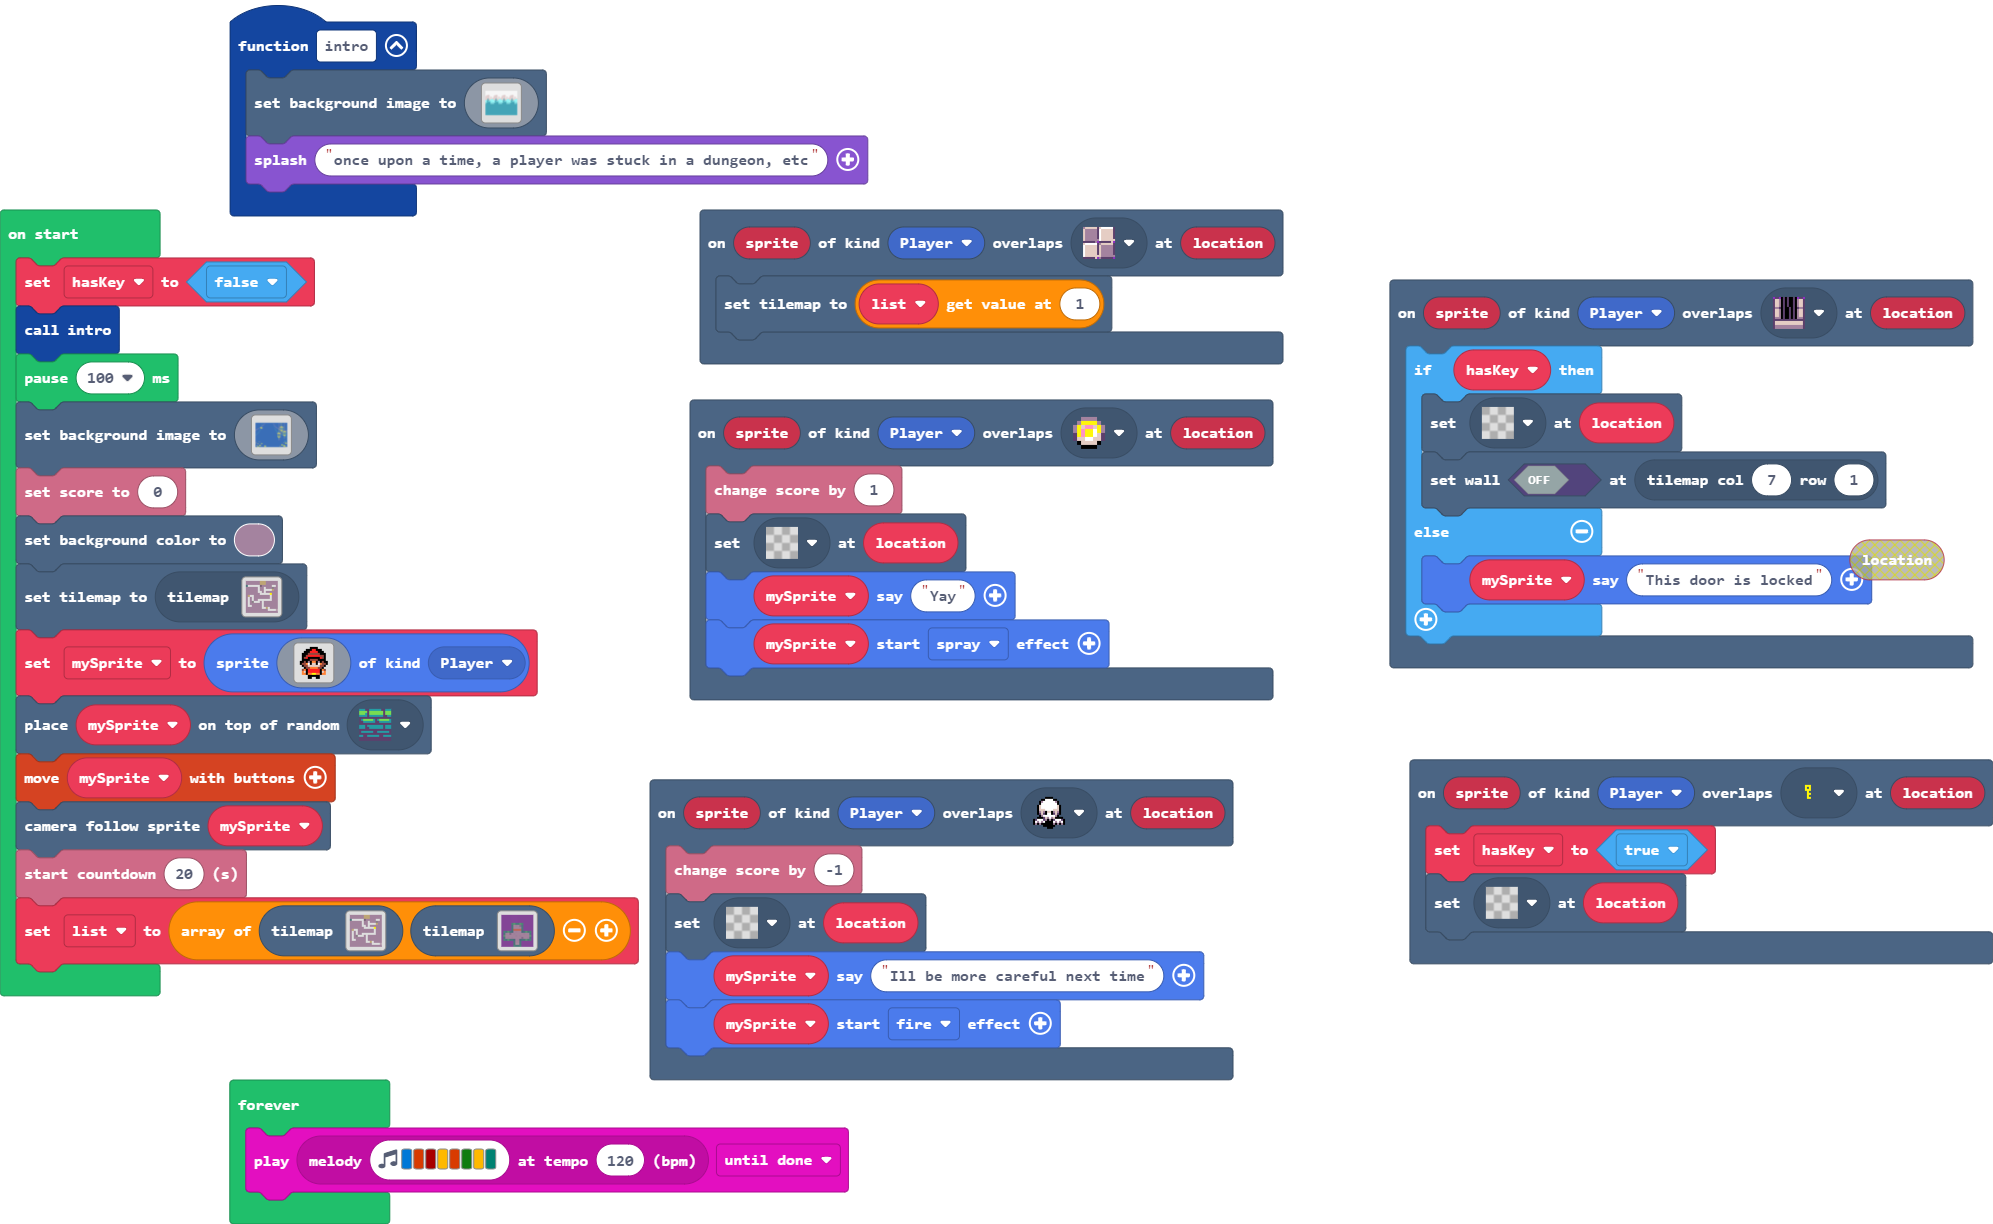 function intro
set background image to
splash "once upon a time, a player was stuck in a dungeon, etc"
on start
set hasKey to false
call intro
pause 100 ms
set background image to
set score to 0
set background color to
set tilemap to tilemap
set mySprite to sprite of kind Player
place mySprite on top of random
move mySprite with buttons
camera follow sprite mySprite
start countdown 20 (s)
set list to array of tilemap tilemap
on sprite of kind Player overlaps at location
set tilemap to list get value at 1
on sprite of kind Player overlaps at location
change score by 1
set at location
mySprite say "Yay"
mySprite start spray effect
on sprite of kind Player overlaps at location
change score by -1
set at location
mySprite say "Ill be more careful next time"
mySprite start fire effect
on sprite of kind Player overlaps at location
if hasKey then
set at location
set wall OFF at tilemap col 7 row 1
else
location
mySprite say "This door is locked"
on sprite of kind Player overlaps at location
set hasKey to true
set at location
forever
play melody at tempo 120 (bpm) until done